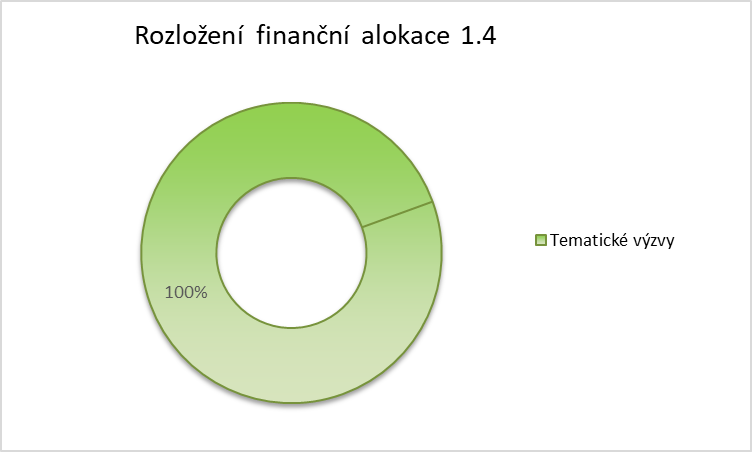 Rozložení finanční alokace 1.4
100%
Tematické výzvy